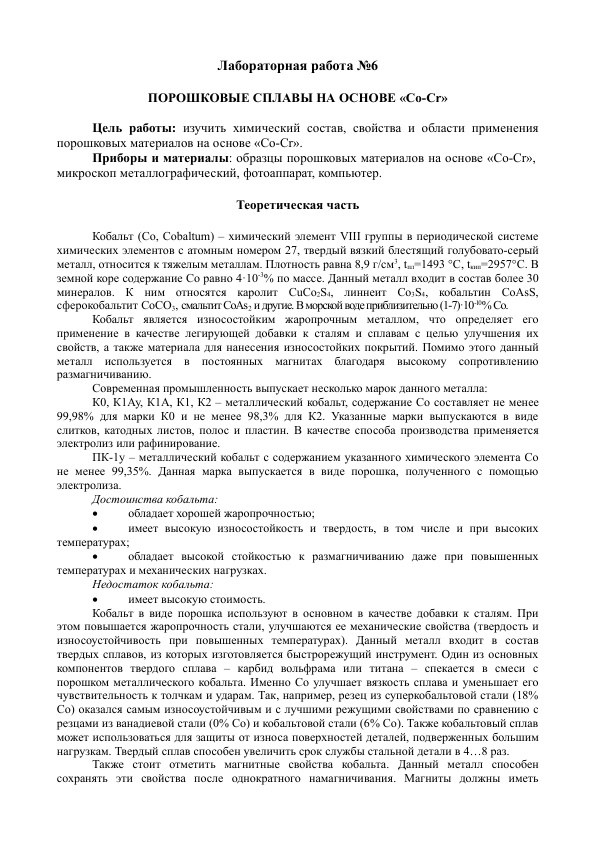 Лабораторная работа №6
ПОРОШКОВЫЕ СПЛАВЫ НА ОСНОВЕ «Co-Cr»
Цель работы: изучить химический состав, свойства и области применения
порошковых материалов на основе «Co-Cr».
Приборы и материалы: образцы порошковых материалов на основе «Co-Cr»,
микроскоп металлографический, фотоаппарат, компьютер.
Теоретическая часть
Кобальт (Co, Cobaltum) – химический элемент VIII группы в периодической системе
химических элементов с атомным номером 27, твердый вязкий блестящий голубовато-серый
металл, относится к тяжелым металлам. Плотность равна 8,9 г/см³, tпл=1493 °С, tкип=2957°С. В
земной коре содержание Со равно 4·10⁻³% по массе. Данный металл входит в состав более 30
минералов. К ним относятся каролит CuCo₂S₄, линнеит Co₃S₄, кобальтин CoAsS,
сферокобальтит CoCO₃, смальтит CoAs₂ и другие. В морской воде приблизительно (1-7)·10⁻¹⁰% Со.
Кобальт является износостойким жаропрочным металлом, что определяет его
применение в качестве легирующей добавки к сталям и сплавам с целью улучшения их
свойств, а также материала для нанесения износостойких покрытий. Помимо этого данный
металл используется в постоянных магнитах благодаря высокому сопротивлению
размагничиванию.
Современная промышленность выпускает несколько марок данного металла:
К0, К1Ау, К1А, К1, К2 – металлический кобальт, содержание Со составляет не менее
99,98% для марки К0 и не менее 98,3% для К2. Указанные марки выпускаются в виде
слитков, катодных листов, полос и пластин. В качестве способа производства применяется
электролиз или рафинирование.
ПК-1у – металлический кобальт с содержанием указанного химического элемента Со
не менее 99,35%. Данная марка выпускается в виде порошка, полученного с помощью
электролиза.
Достоинства кобальта:
• обладает хорошей жаропрочностью;
• имеет высокую износостойкость и твердость, в том числе и при высоких
температурах;
• обладает высокой стойкостью к размагничиванию даже при повышенных
температурах и механических нагрузках.
Недостаток кобальта:
• имеет высокую стоимость.
Кобальт в виде порошка используют в основном в качестве добавки к сталям. При
этом повышается жаропрочность стали, улучшаются ее механические свойства (твердость и
износоустойчивость при повышенных температурах). Данный металл входит в состав
твердых сплавов, из которых изготовляется быстрорежущий инструмент. Один из основных
компонентов твердого сплава – карбид вольфрама или титана – спекается в смеси с
порошком металлического кобальта. Именно Со улучшает вязкость сплава и уменьшает его
чувствительность к толчкам и ударам. Так, например, резец из суперкобальтовой стали (18%
Со) оказался самым износоустойчивым и с лучшими режущими свойствами по сравнению с
резцами из ванадиевой стали (0% Со) и кобальтовой стали (6% Со). Также кобальтовый сплав
может использоваться для защиты от износа поверхностей деталей, подверженных большим
нагрузкам. Твердый сплав способен увеличить срок службы стальной детали в 4…8 раз.
Также стоит отметить магнитные свойства кобальта. Данный металл способен
сохранять эти свойства после однократного намагничивания. Магниты должны иметь